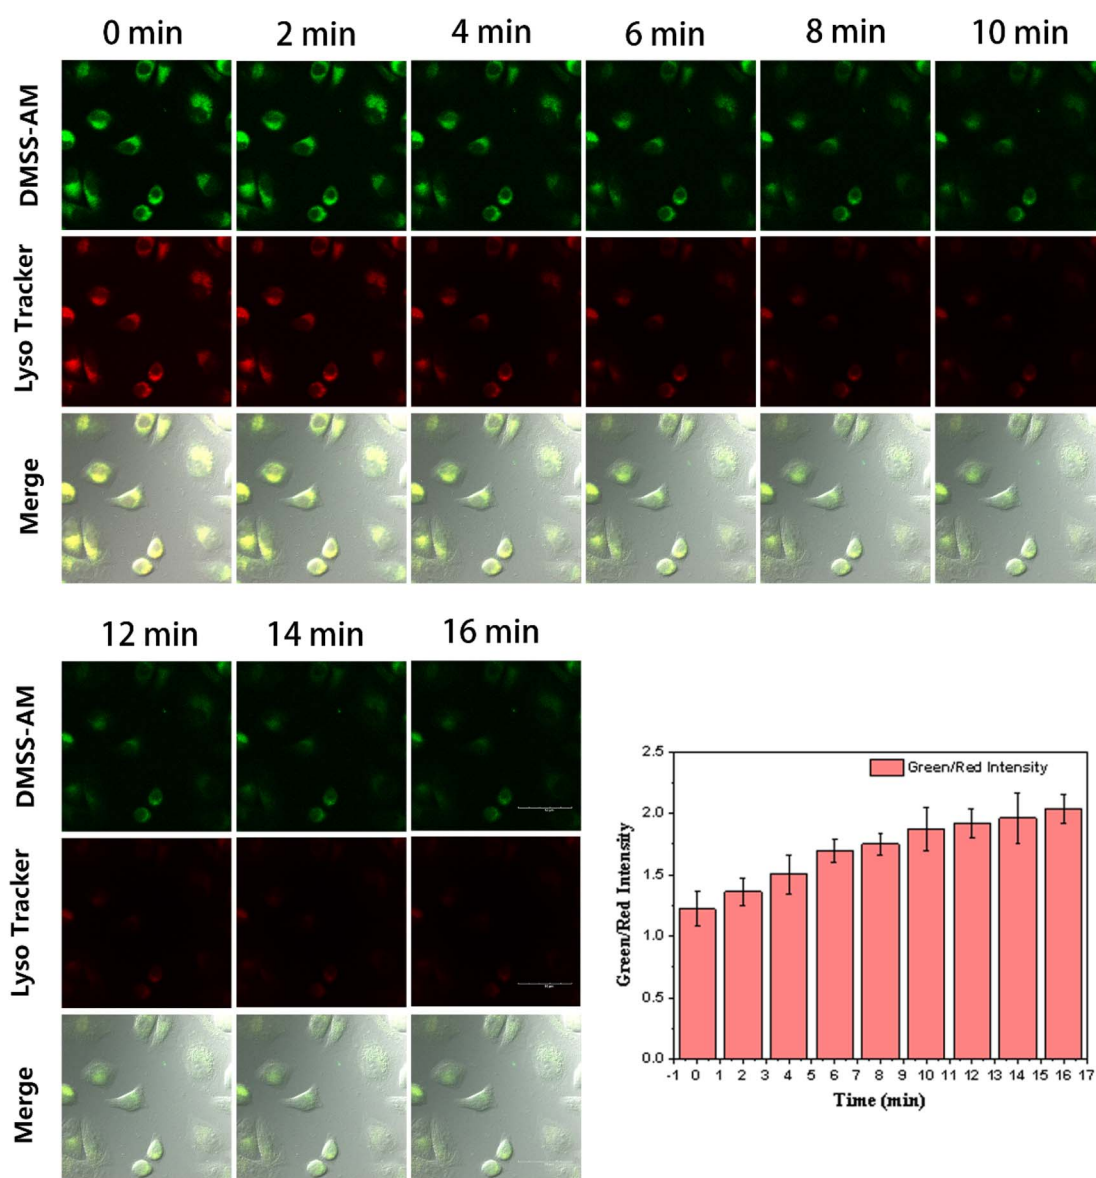 0 min 2 min 4 min 6 min 8 min 10 min
DMSS-AM
Lyso Tracker
Merge
12 min 14 min 16 min
DMSS-AM
Lyso Tracker
Merge
Green/Red Intensity
2.5
2.0
1.5
1.0
0.5
0.0
Green/Red Intensity
-1 0 1 2 3 4 5 6 7 8 9 10 11 12 13 14 15 16 17
Time (min)